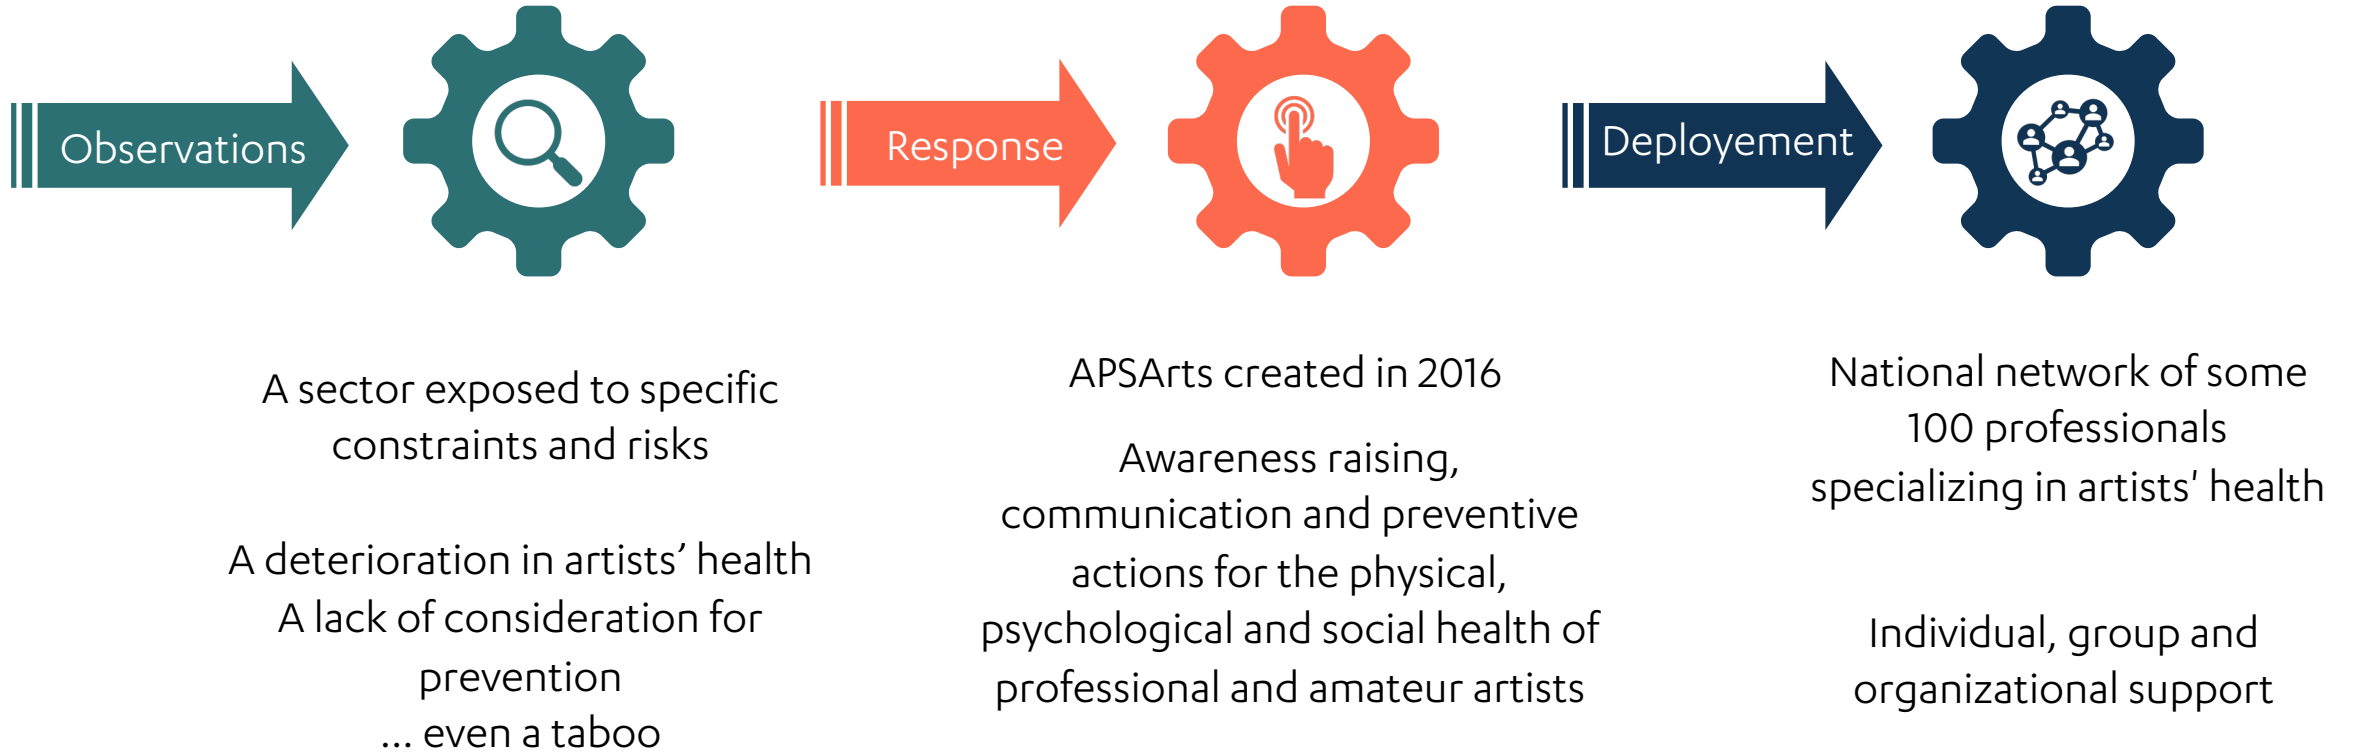 Observations
A sector exposed to specific
constraints and risks
A deterioration in artists’ health
A lack of consideration for
prevention
... even a taboo
Response
APSArts created in 2016
Awareness raising,
communication and preventive
actions for the physical,
psychological and social health of
professional and amateur artists
Deployement
National network of some
100 professionals
specializing in artists' health
Individual, group and
organizational support